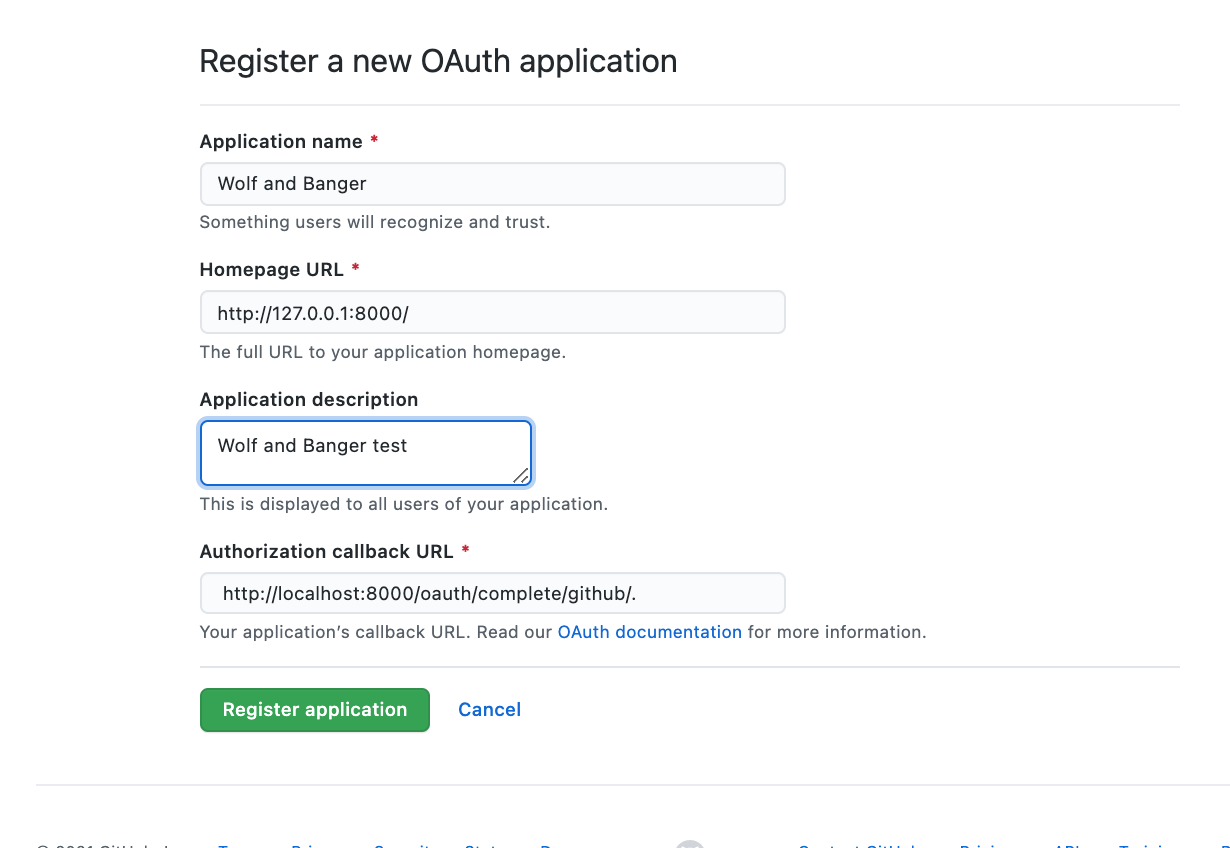 Register a new OAuth application
Application name *
Wolf and Banger
Something users will recognize and trust.
Homepage URL *
http://127.0.0.1:8000/
The full URL to your application homepage.
Application description
Wolf and Banger test
This is displayed to all users of your application.
Authorization callback URL *
http://localhost:8000/oauth/complete/github/.
Your application’s callback URL. Read our OAuth documentation for more information.
Register application Cancel